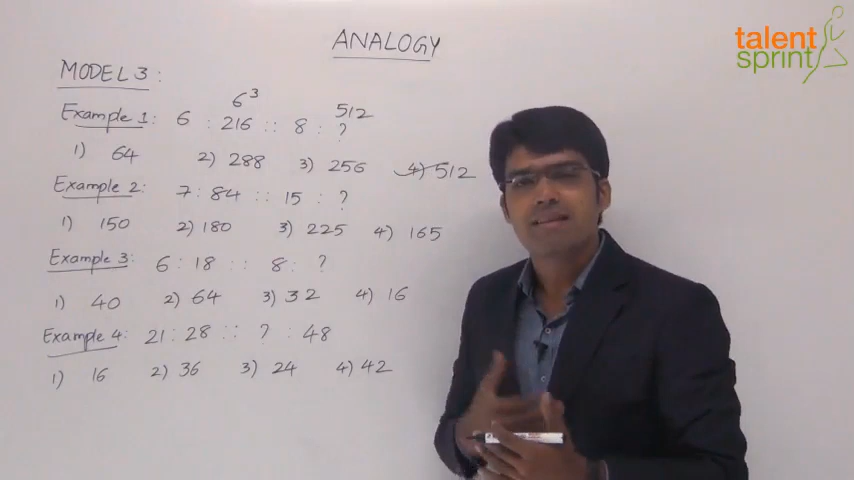 ANALOGY
talent
sprint
MODEL 3 :
6³ 512
Example 1 : 6 : 216 :: 8 : ?
1) 64 2) 288 3) 256 4) 512
Example 2 : 7 : 84 :: 15 : ?
1) 150 2) 180 3) 225 4) 165
Example 3 : 6 : 18 :: 8 : ?
1) 40 2) 64 3) 32 4) 16
Example 4 : 21 : 28 :: ? : 48
1) 16 2) 36 3) 24 4) 42